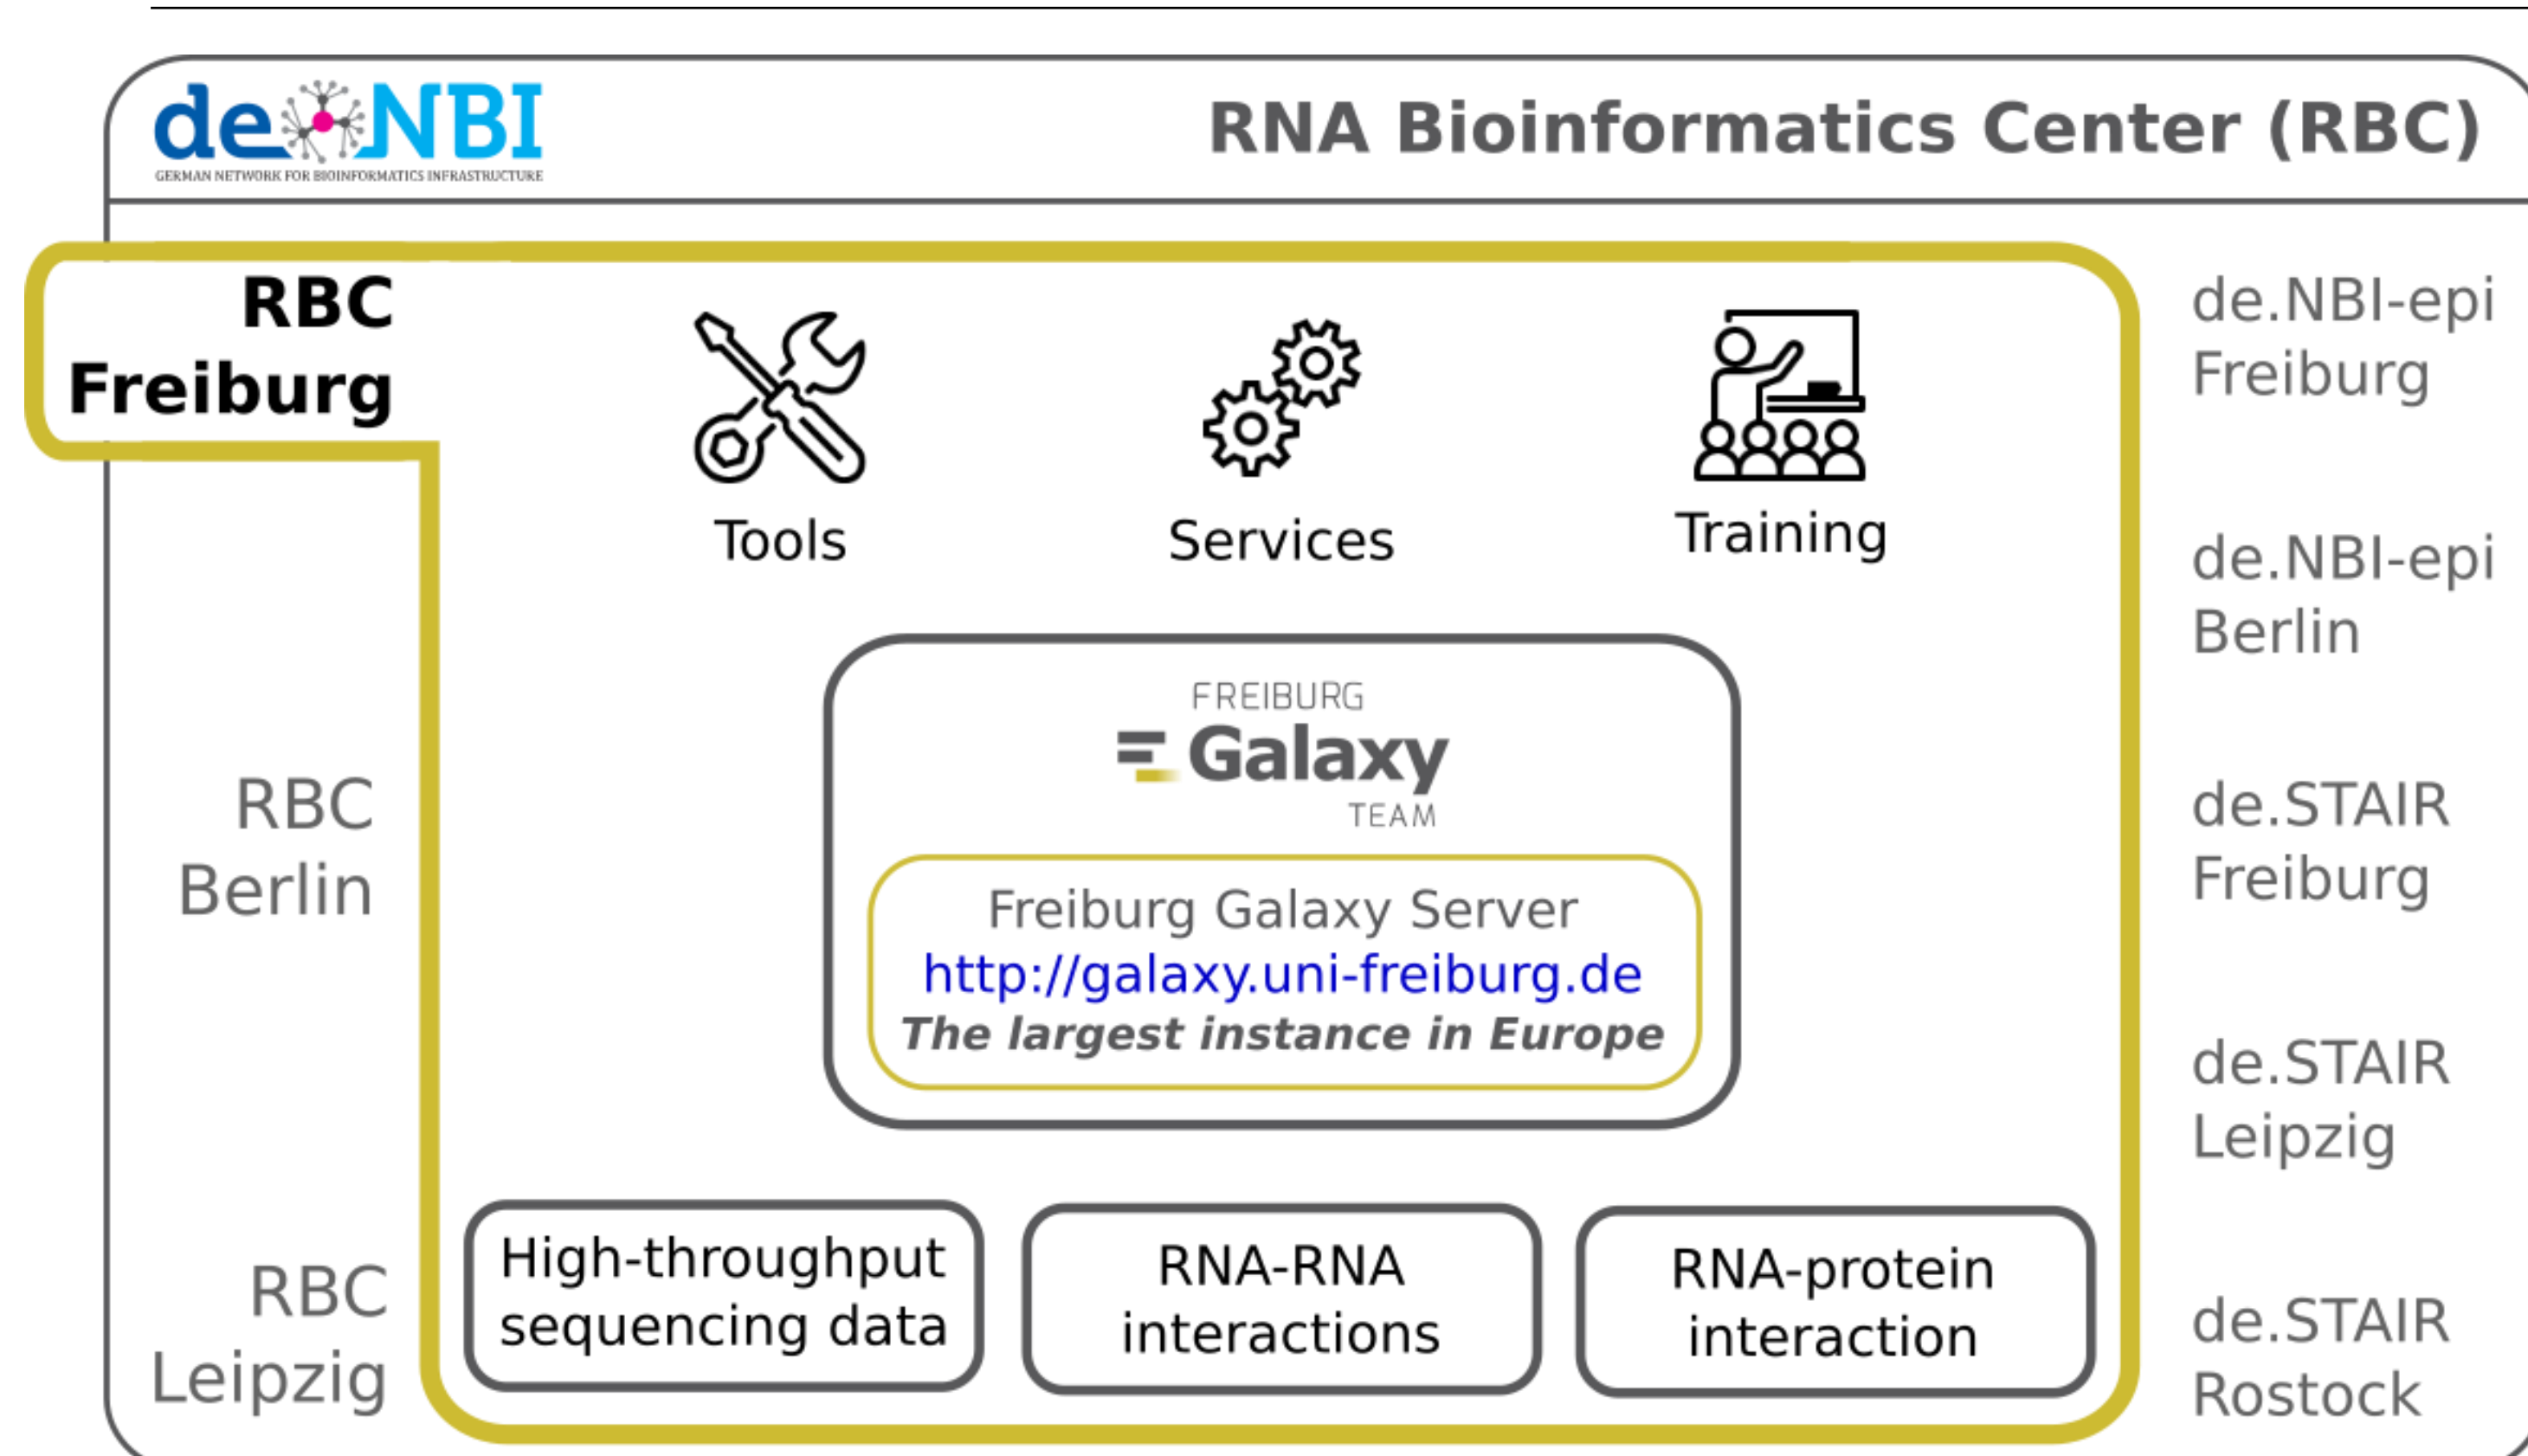 de.NBI
GERMAN NETWORK FOR BIOINFORMATICS INFRASTRUCTURE
RNA Bioinformatics Center (RBC)
RBC
Freiburg
RBC
Berlin
RBC
Leipzig
Tools
Services
Training
FREIBURG
Galaxy
TEAM
Freiburg Galaxy Server
http://galaxy.uni-freiburg.de
The largest instance in Europe
High-throughput
sequencing data
RNA-RNA
interactions
RNA-protein
interaction
de.NBI-epi
Freiburg
de.NBI-epi
Berlin
de.STAIR
Freiburg
de.STAIR
Leipzig
de.STAIR
Rostock